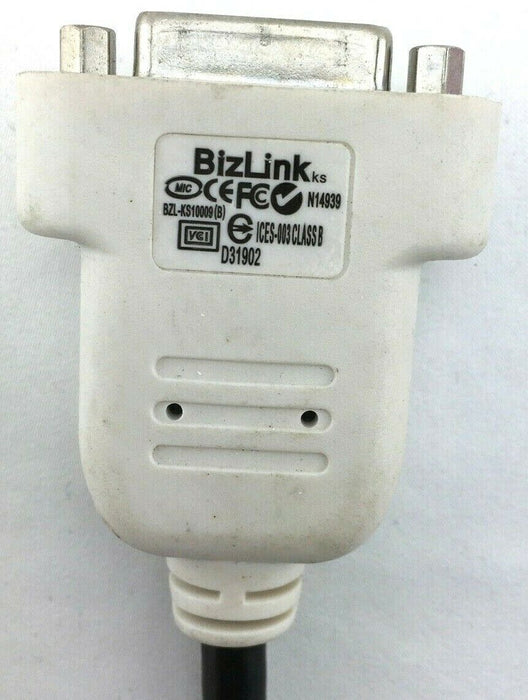 BizLink ks
MIC CE FC N14939
BZL-KS10009 (B)
VCI ICES-003 CLASS B
D31902